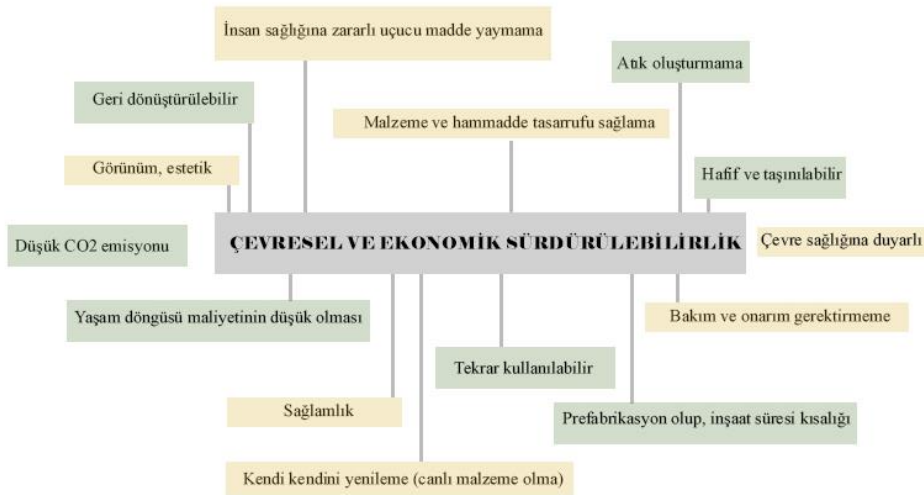 İnsan sağlığına zararlı uçucu madde yaymama
Atık oluşturmama
Geri dönüştürülebilir
Malzeme ve hammadde tasarrufu sağlama
Görünüm, estetik
Hafif ve taşınılabilir
Düşük CO2 emisyonu
ÇEVRESEL VE EKONOMİK SÜRDÜRÜLEBİLİRLİK
Çevre sağlığına duyarlı
Yaşam döngüsü maliyetinin düşük olması
Bakım ve onarım gerektirmeme
Tekrar kullanılabilir
Sağlamlık
Prefabrikasyon olup, inşaat süresi kısalığı
Kendi kendini yenileme (canlı malzeme olma)